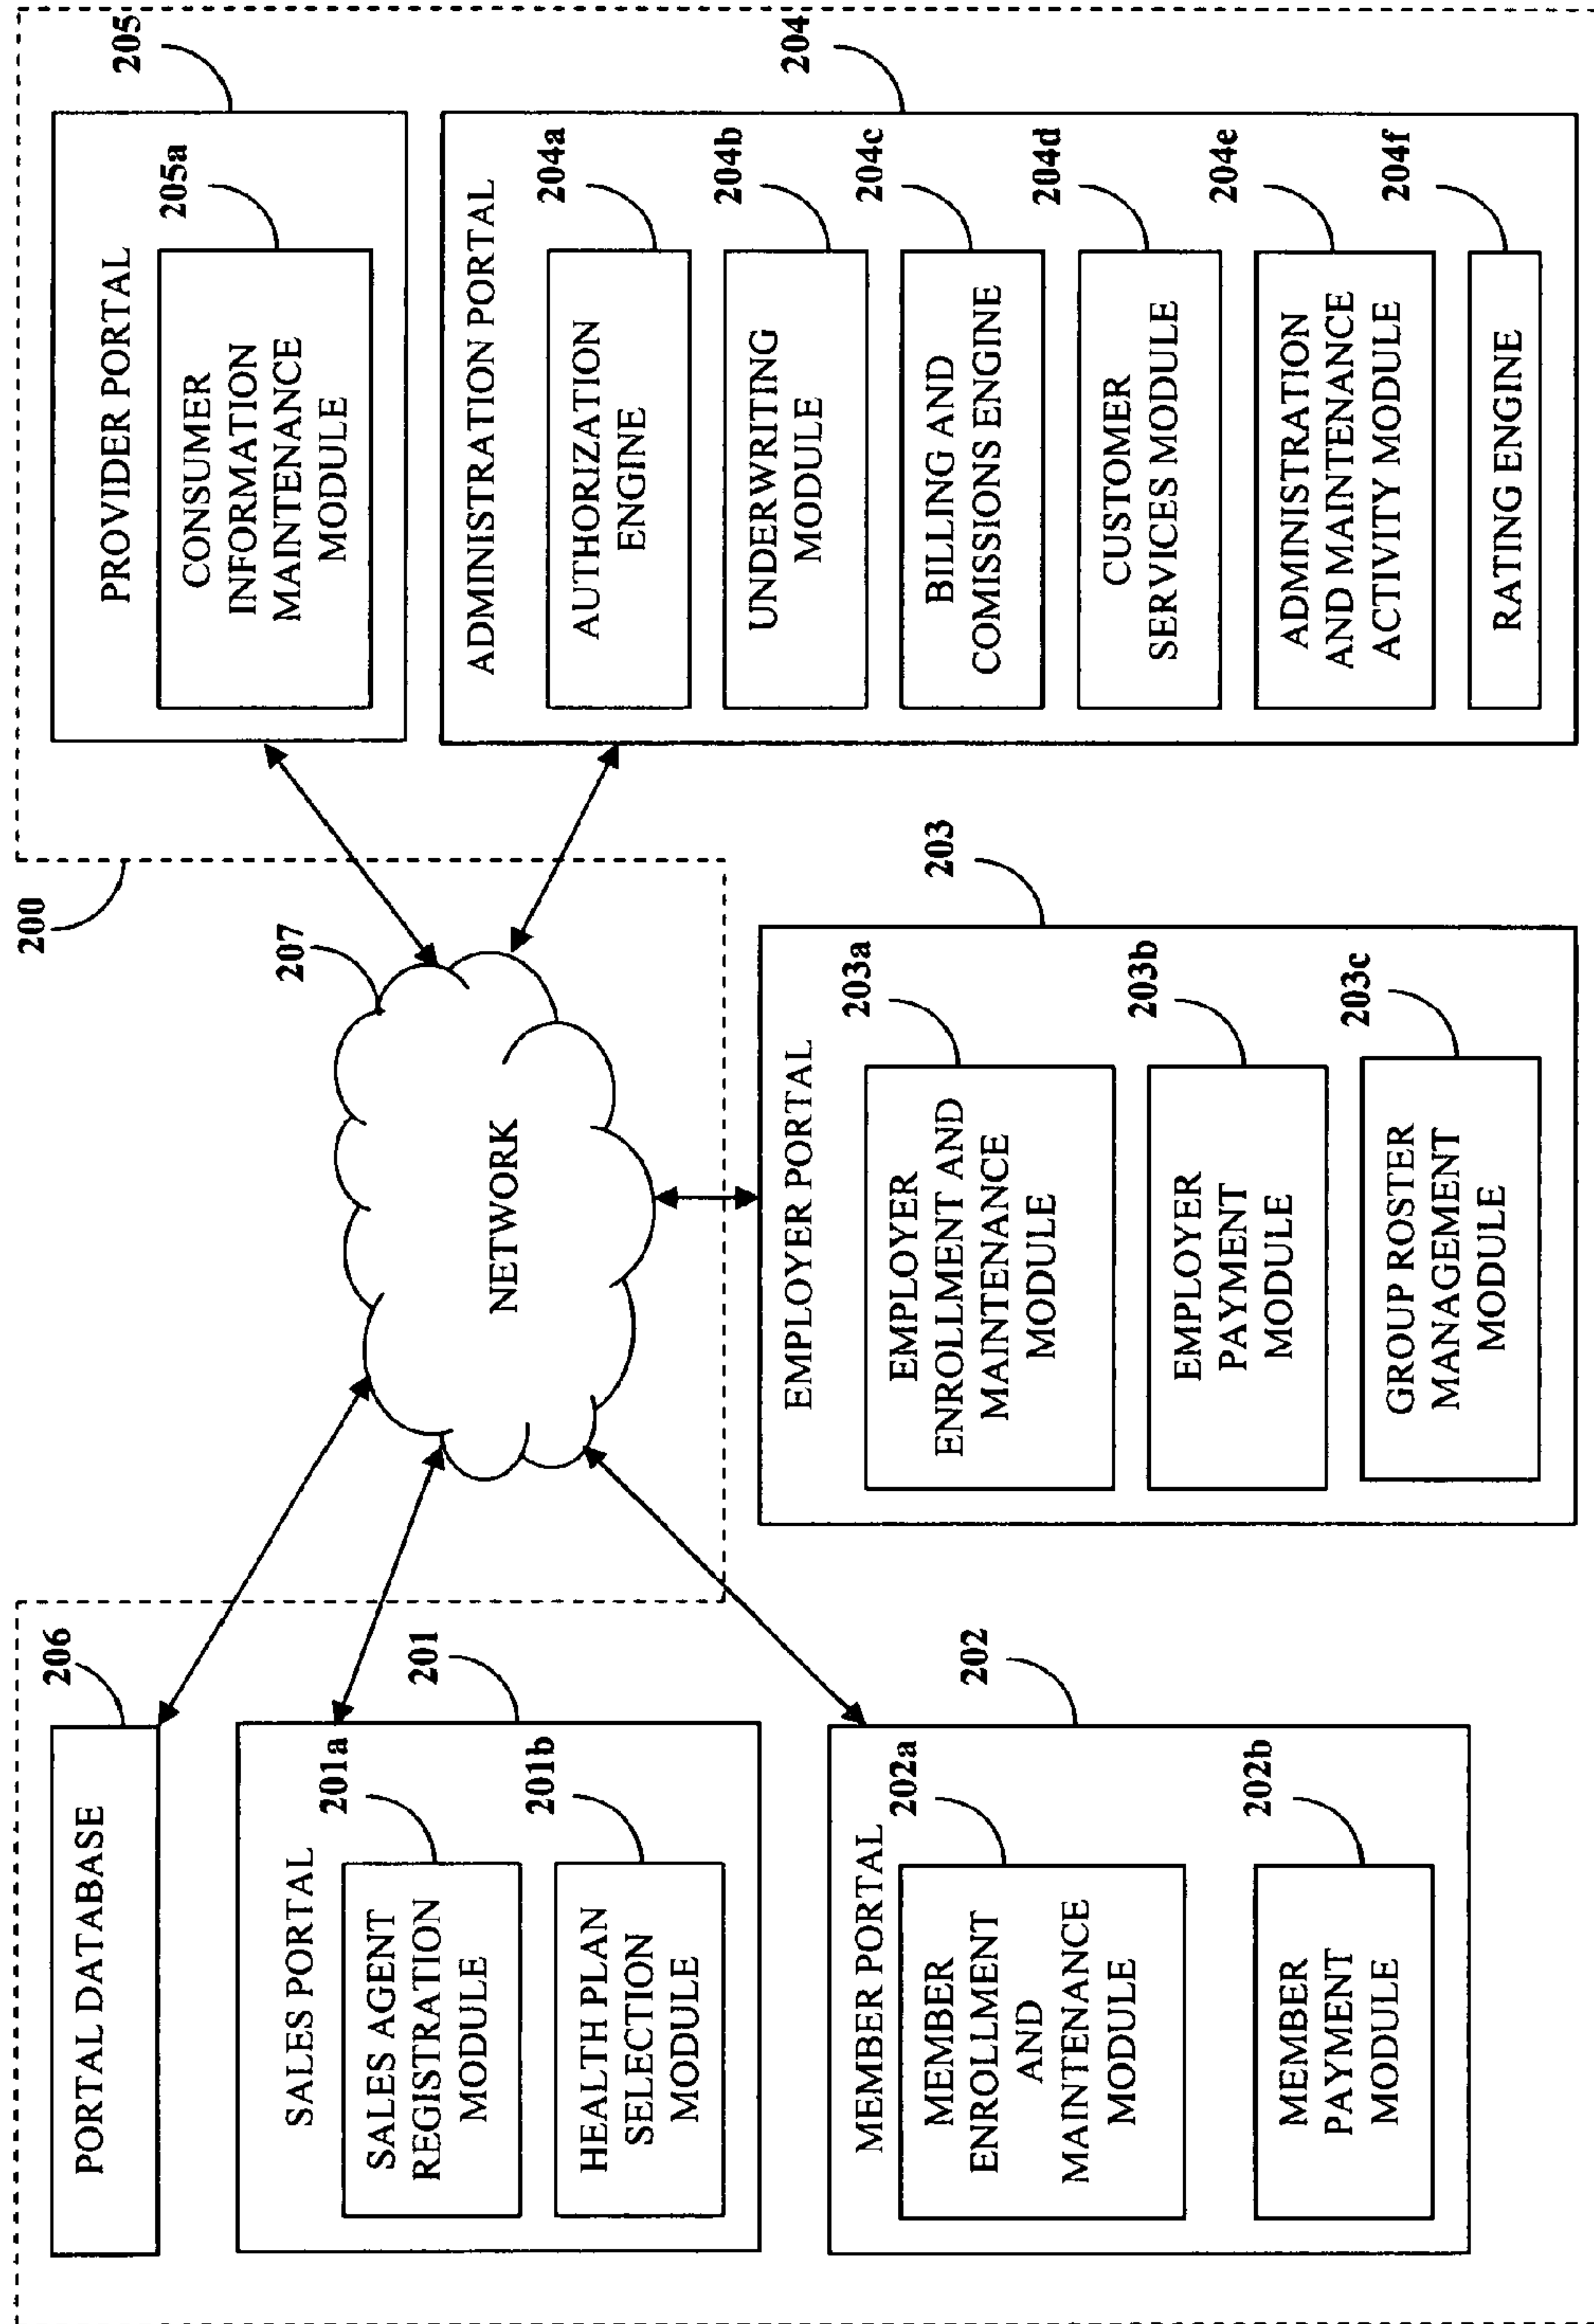 200
206
PORTAL DATABASE
201
SALES PORTAL
201a
SALES AGENT
REGISTRATION
MODULE
201b
HEALTH PLAN
SELECTION
MODULE
202
MEMBER PORTAL
202a
MEMBER
ENROLLMENT
AND
MAINTENANCE
MODULE
202b
MEMBER
PAYMENT
MODULE
207
NETWORK
203
EMPLOYER PORTAL
203a
EMPLOYER
ENROLLMENT AND
MAINTENANCE
MODULE
203b
EMPLOYER
PAYMENT
MODULE
203c
GROUP ROSTER
MANAGEMENT
MODULE
205
PROVIDER PORTAL
205a
CONSUMER
INFORMATION
MAINTENANCE
MODULE
204
ADMINISTRATION PORTAL
204a
AUTHORIZATION
ENGINE
204b
UNDERWRITING
MODULE
204c
BILLING AND
COMISSIONS ENGINE
204d
CUSTOMER
SERVICES MODULE
204e
ADMINISTRATION
AND MAINTENANCE
ACTIVITY MODULE
204f
RATING ENGINE